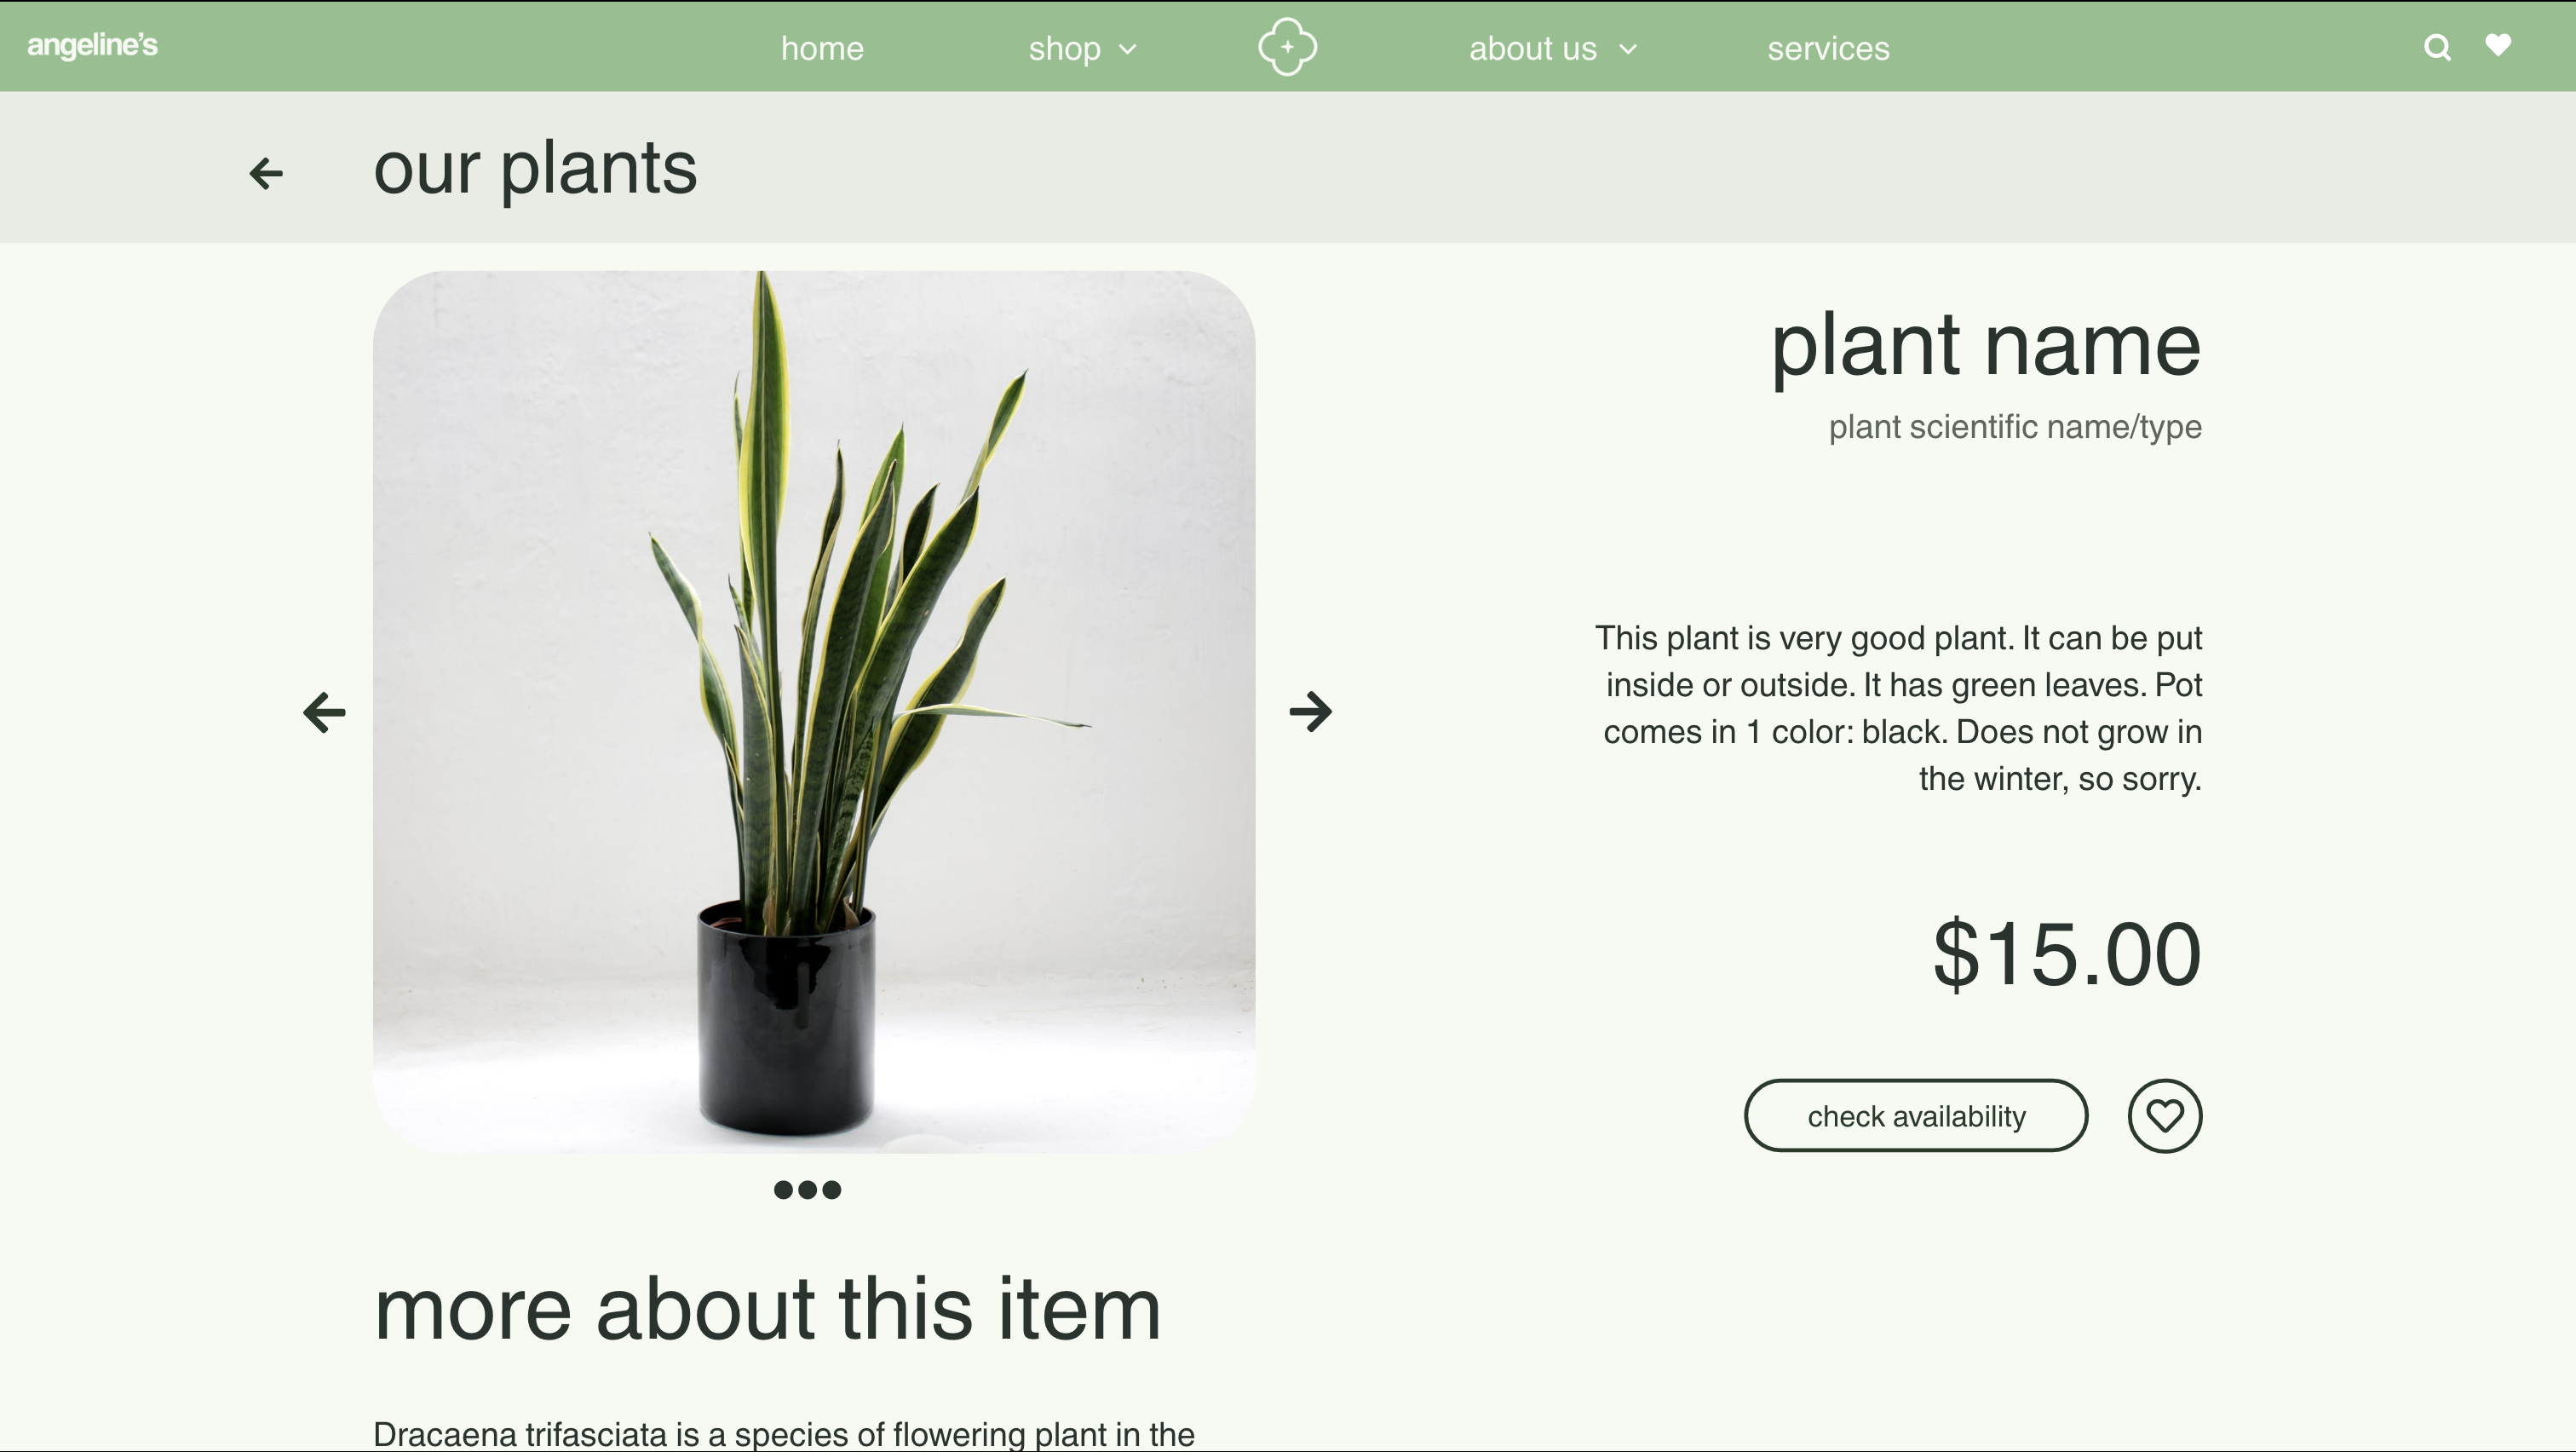 angeline's
home
shop
about us
services
our plants
plant name
plant scientific name/type
This plant is very good plant. It can be put
inside or outside. It has green leaves. Pot
comes in 1 color: black. Does not grow in
the winter, so sorry.
$15.00
check availability
more about this item
Dracaena trifasciata is a species of flowering plant in the